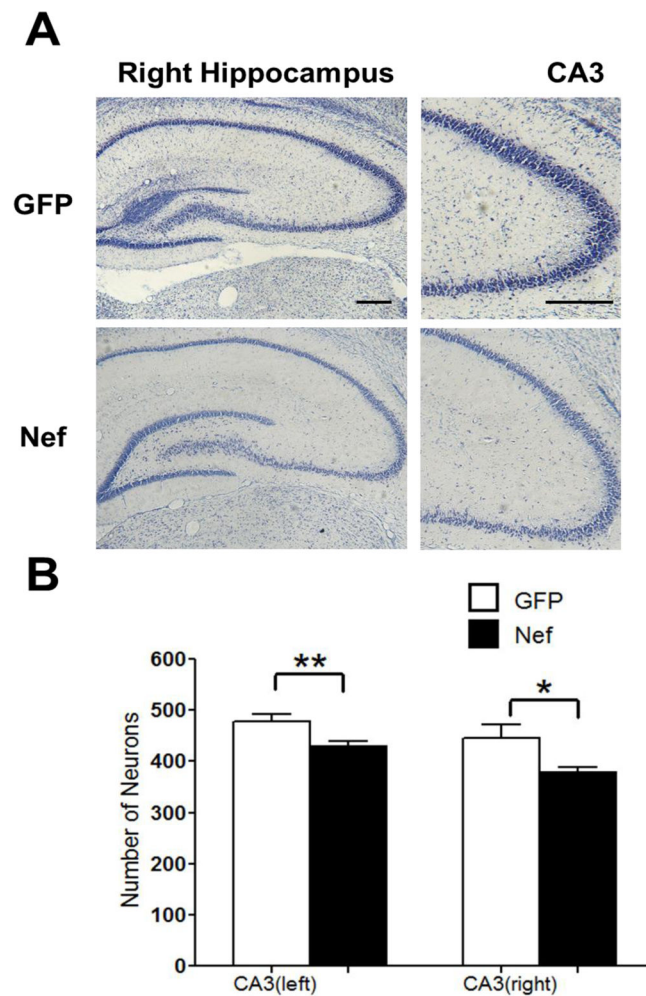 A
Right Hippocampus CA3
GFP
Nef
B
GFP
Nef
Number of Neurons
600
500
400
300
200
100
0
**
*
CA3(left) CA3(right)